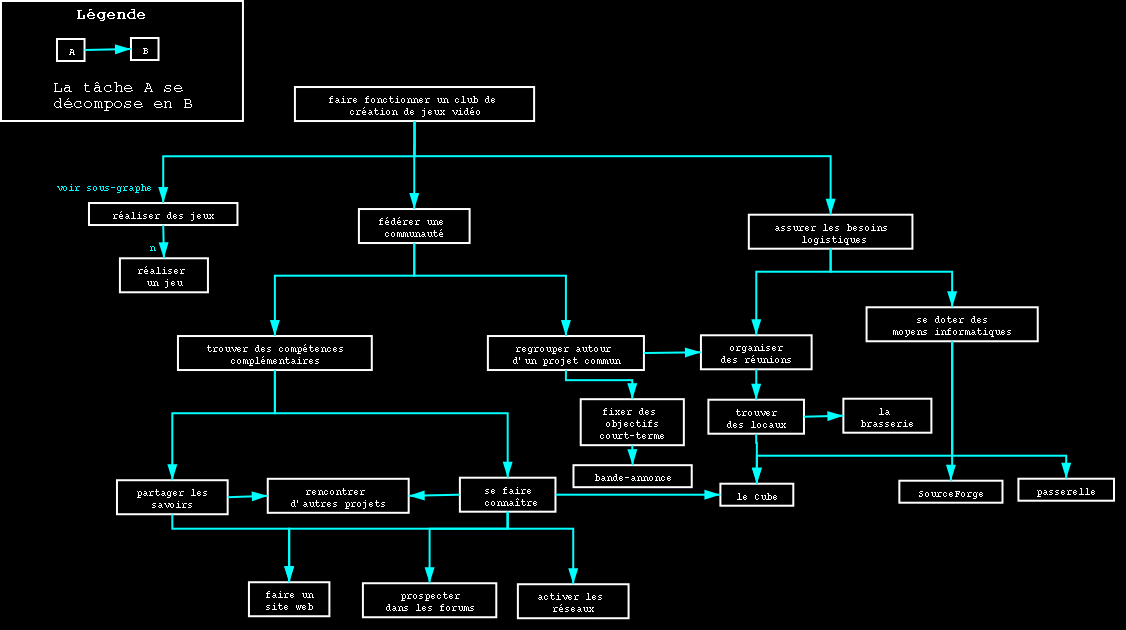 Légende
A
B
La tâche A se
décompose en B
faire fonctionner un club de
création de jeux vidéo
voir sous-graphe
réaliser des jeux
fédérer une
communauté
assurer les besoins
logistiques
n
réaliser
un jeu
se doter des
moyens informatiques
trouver des compétences
complémentaires
regrouper autour
d'un projet commun
organiser
des réunions
fixer des
objectifs
court-terme
trouver
des locaux
la
brasserie
bande-annonce
partager les
savoirs
rencontrer
d'autres projets
se faire
connaître
le Cube
SourceForge
passerelle
faire un
site web
prospecter
dans les forums
activer les
réseaux